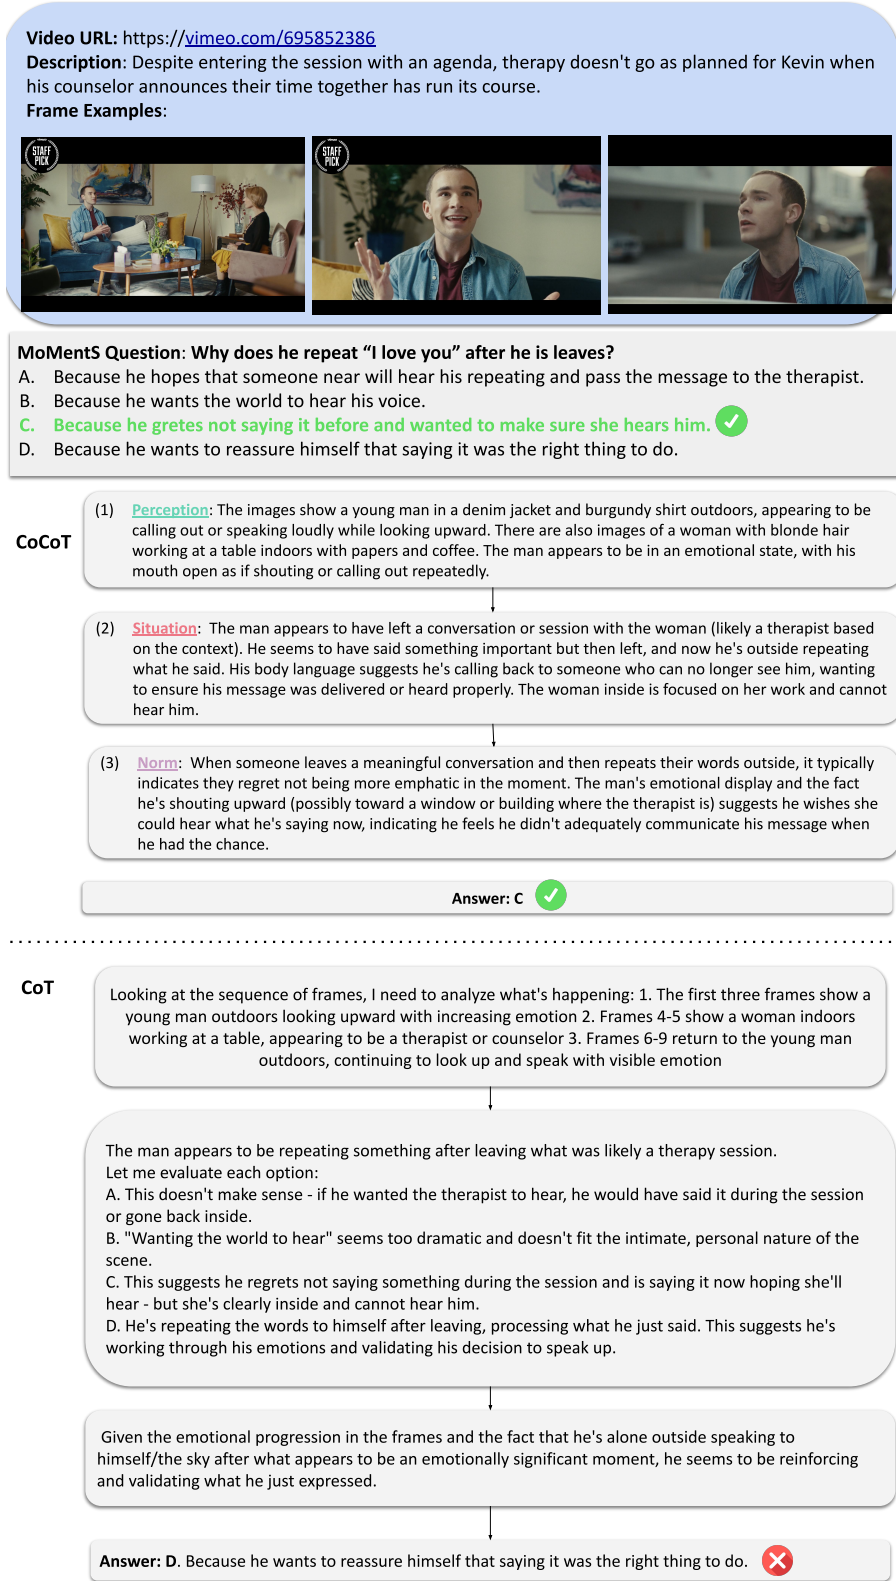 Video URL: https://vimeo.com/695852386
Description: Despite entering the session with an agenda, therapy doesn't go as planned for Kevin when
his counselor announces their time together has run its course.
Frame Examples:
STAFF
PICK
STAFF
PICK
MoMentS Question: Why does he repeat “I love you” after he is leaves?
A. Because he hopes that someone near will hear his repeating and pass the message to the therapist.
B. Because he wants the world to hear his voice.
C. Because he gretes not saying it before and wanted to make sure she hears him.
D. Because he wants to reassure himself that saying it was the right thing to do.
CoCoT
(1) Perception: The images show a young man in a denim jacket and burgundy shirt outdoors, appearing to be
calling out or speaking loudly while looking upward. There are also images of a woman with blonde hair
working at a table indoors with papers and coffee. The man appears to be in an emotional state, with his
mouth open as if shouting or calling out repeatedly.
(2) Situation: The man appears to have left a conversation or session with the woman (likely a therapist based
on the context). He seems to have said something important but then left, and now he's outside repeating
what he said. His body language suggests he's calling back to someone who can no longer see him, wanting
to ensure his message was delivered or heard properly. The woman inside is focused on her work and cannot
hear him.
(3) Norm: When someone leaves a meaningful conversation and then repeats their words outside, it typically
indicates they regret not being more emphatic in the moment. The man's emotional display and the fact
he's shouting upward (possibly toward a window or building where the therapist is) suggests he wishes she
could hear what he's saying now, indicating he feels he didn't adequately communicate his message when
he had the chance.
Answer: C
CoT
Looking at the sequence of frames, I need to analyze what's happening: 1. The first three frames show a
young man outdoors looking upward with increasing emotion 2. Frames 4-5 show a woman indoors
working at a table, appearing to be a therapist or counselor 3. Frames 6-9 return to the young man
outdoors, continuing to look up and speak with visible emotion
The man appears to be repeating something after leaving what was likely a therapy session.
Let me evaluate each option:
A. This doesn't make sense - if he wanted the therapist to hear, he would have said it during the session
or gone back inside.
B. "Wanting the world to hear" seems too dramatic and doesn't fit the intimate, personal nature of the
scene.
C. This suggests he regrets not saying something during the session and is saying it now hoping she'll
hear - but she's clearly inside and cannot hear him.
D. He's repeating the words to himself after leaving, processing what he just said. This suggests he's
working through his emotions and validating his decision to speak up.
Given the emotional progression in the frames and the fact that he's alone outside speaking to
himself/the sky after what appears to be an emotionally significant moment, he seems to be reinforcing
and validating what he just expressed.
Answer: D. Because he wants to reassure himself that saying it was the right thing to do.